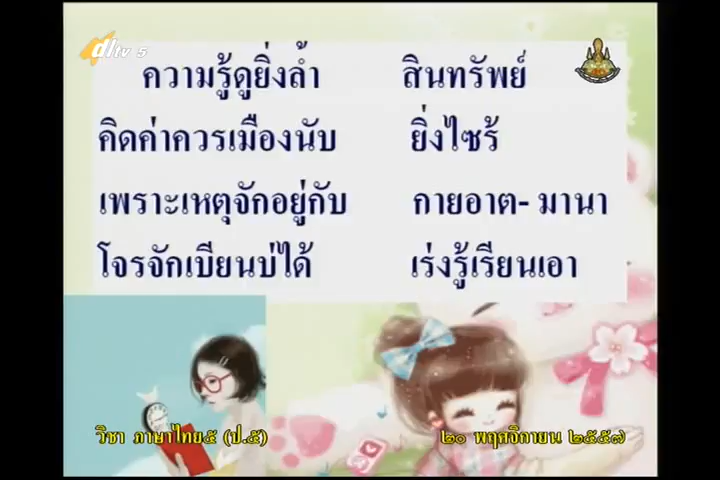 dltv 5
ความรู้ดูยิ่งล้ำ สินทรัพย์
คิดค่าควรเมืองนับ ยิ่งไซร้
เพราะเหตุจักอยู่กับ กายอาต- มานา
โจรจักเบียนบ่ได้ เร่งรู้เรียนเอา
วิชา ภาษาไทย๕ (ป.๕) ๒๐ พฤศจิกายน ๒๕๕๗